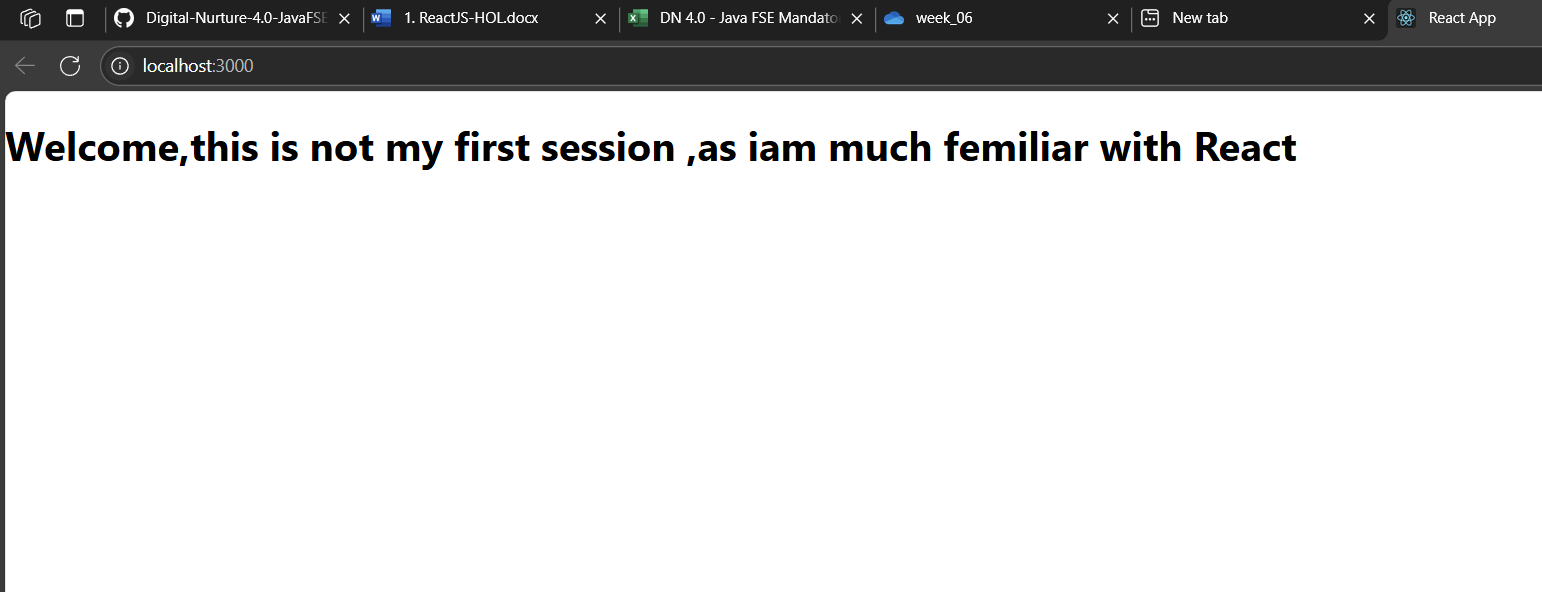 Digital-Nurture-4.0-JavaFSE
1. ReactJS-HOL.docx
DN 4.0 - Java FSE Mandato
week_06
New tab
React App
localhost:3000
Welcome,this is not my first session ,as iam much femiliar with React